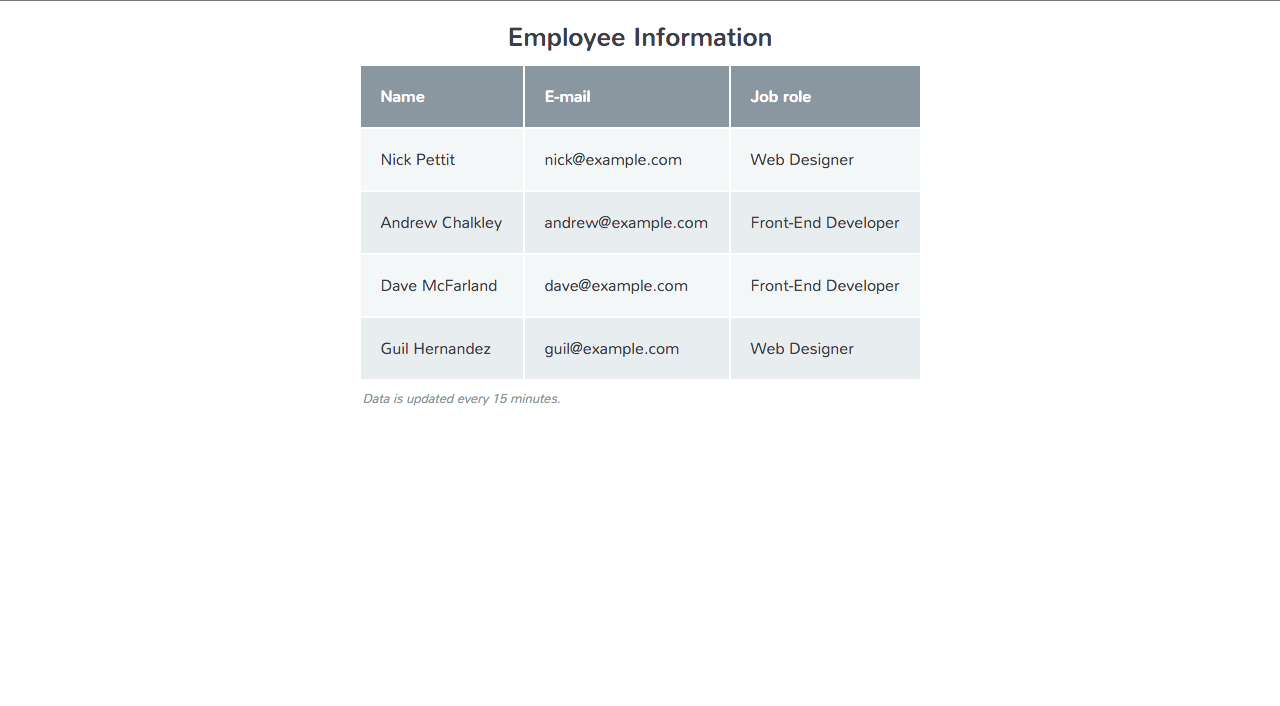 Employee Information
Name E-mail Job role
Nick Pettit nick@example.com Web Designer
Andrew Chalkley andrew@example.com Front-End Developer
Dave McFarland dave@example.com Front-End Developer
Guil Hernandez guil@example.com Web Designer
Data is updated every 15 minutes.